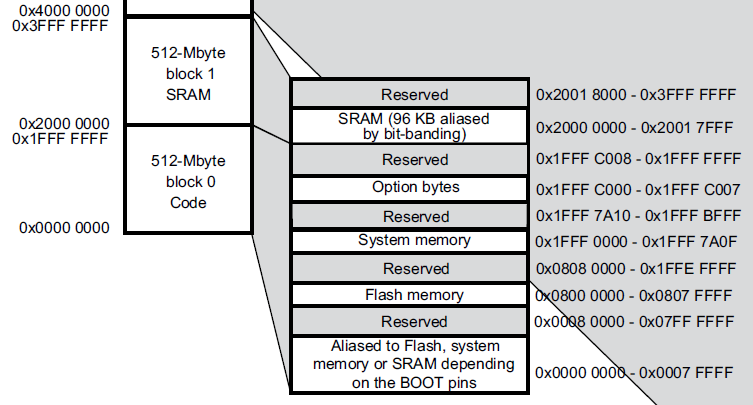 0x4000 0000
0x3FFF FFFF
512-Mbyte
block 1
SRAM
0x2000 0000
0x1FFF FFFF
512-Mbyte
block 0
Code
0x0000 0000
Reserved 0x2001 8000 - 0x3FFF FFFF
SRAM (96 KB aliased
by bit-banding) 0x2000 0000 - 0x2001 7FFF
Reserved 0x1FFF C008 - 0x1FFF FFFF
Option bytes 0x1FFF C000 - 0x1FFF C007
Reserved 0x1FFF 7A10 - 0x1FFF BFFF
System memory 0x1FFF 0000 - 0x1FFF 7A0F
Reserved 0x0808 0000 - 0x1FFE FFFF
Flash memory 0x0800 0000 - 0x0807 FFFF
Reserved 0x0008 0000 - 0x07FF FFFF
Aliased to Flash, system
memory or SRAM depending
on the BOOT pins 0x0000 0000 - 0x0007 FFFF